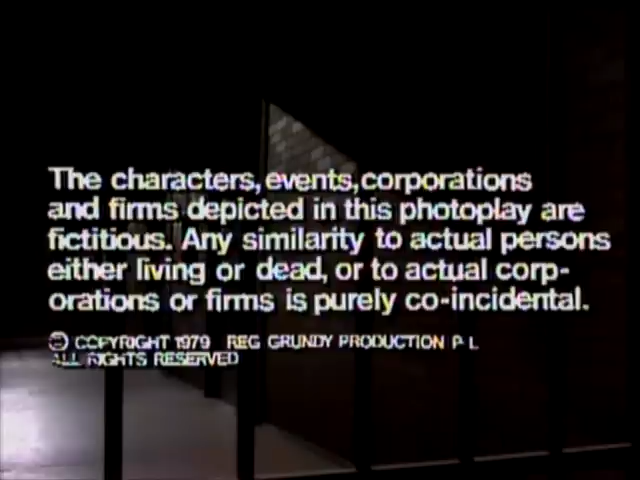 The characters, events, corporations
and firms depicted in this photoplay are
fictitious. Any similarity to actual persons
either living or dead, or to actual corp-
orations or firms is purely co-incidental.
© COPYRIGHT 1979 REG GRUNDY PRODUCTION P L
ALL RIGHTS RESERVED